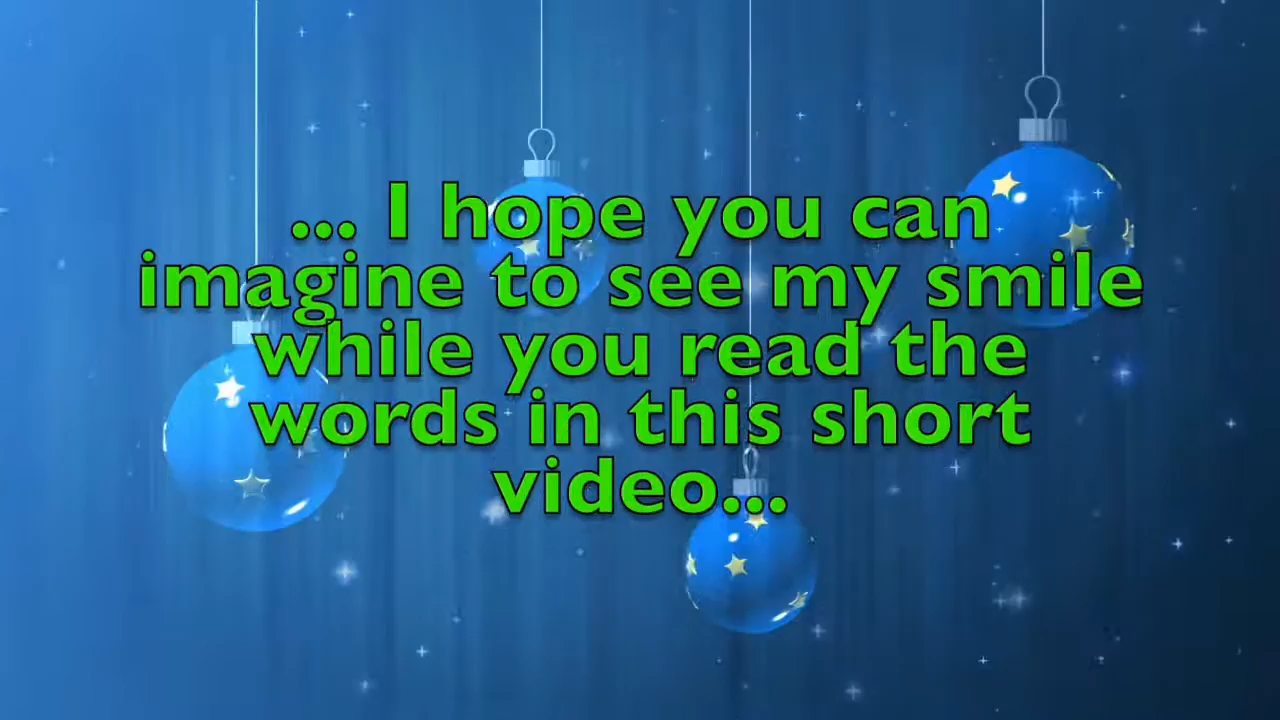 ... I hope you can
imagine to see my smile
while you read the
words in this short
video...